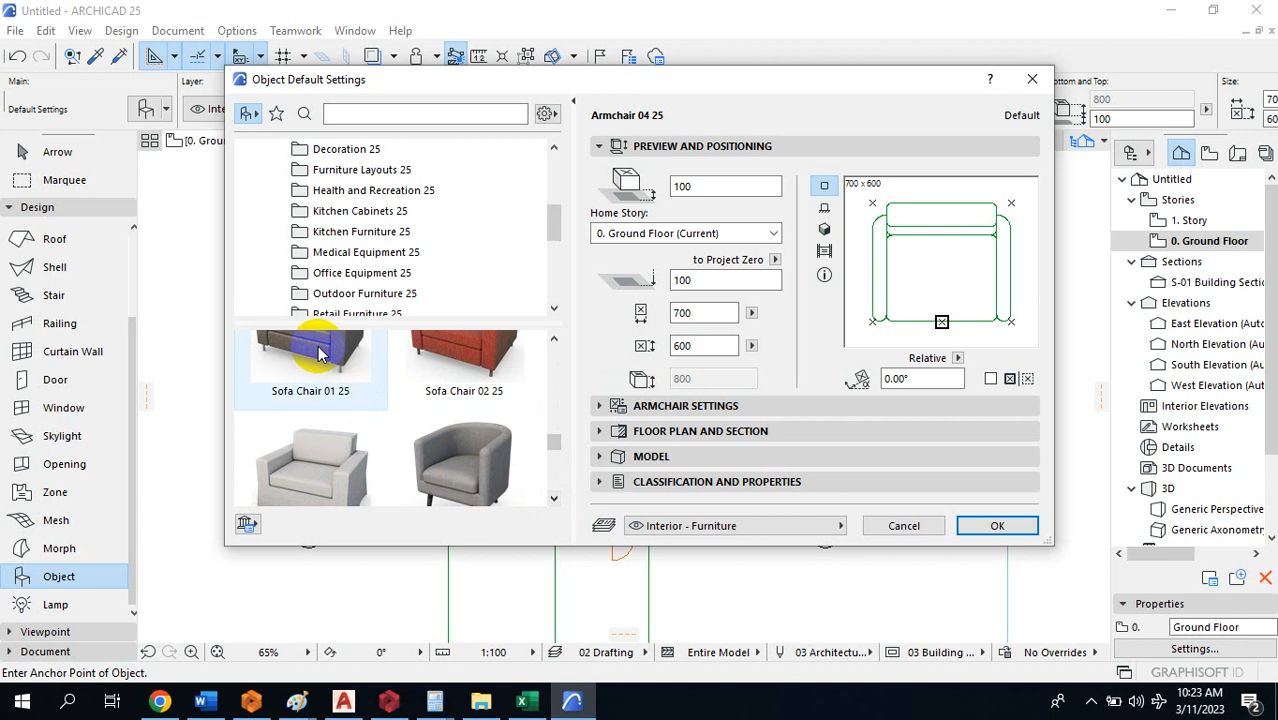 Untitled - ARCHICAD 25
File Edit View Design Document Options Teamwork Window Help
Main:
Layer:
Bottom and Top:
Size:
Default Settings
800
100
[0. Ground
Arrow
Marquee
Design
Roof
Shell
Stair
Railing
Curtain Wall
Door
Window
Skylight
Opening
Zone
Mesh
Morph
Object
Lamp
Viewpoint
Document
Object Default Settings
?
Decoration 25
Furniture Layouts 25
Health and Recreation 25
Kitchen Cabinets 25
Kitchen Furniture 25
Medical Equipment 25
Office Equipment 25
Outdoor Furniture 25
Retail Furniture 25
Sofa Chair 01 25
Sofa Chair 02 25
Armchair 04 25
Default
PREVIEW AND POSITIONING
100
Home Story:
0. Ground Floor (Current)
to Project Zero
100
700
600
800
700 x 600
Relative
0.00°
ARMCHAIR SETTINGS
FLOOR PLAN AND SECTION
MODEL
CLASSIFICATION AND PROPERTIES
Interior - Furniture
Cancel
OK
Untitled
Stories
1. Story
0. Ground Floor
Sections
S-01 Building Secti
Elevations
East Elevation (Aut
North Elevation (Au
South Elevation (Au
West Elevation (Aut
Interior Elevations
Worksheets
Details
3D Documents
3D
Generic Perspectiv
Generic Axonometr
Properties
0.
Ground Floor
Settings...
65%
0°
1:100
02 Drafting
Entire Model
03 Architectu...
03 Building ...
No Overrides
Enter Anchor Point of Object.
GRAPHISOFT ID
10:23 AM
3/11/2023
2